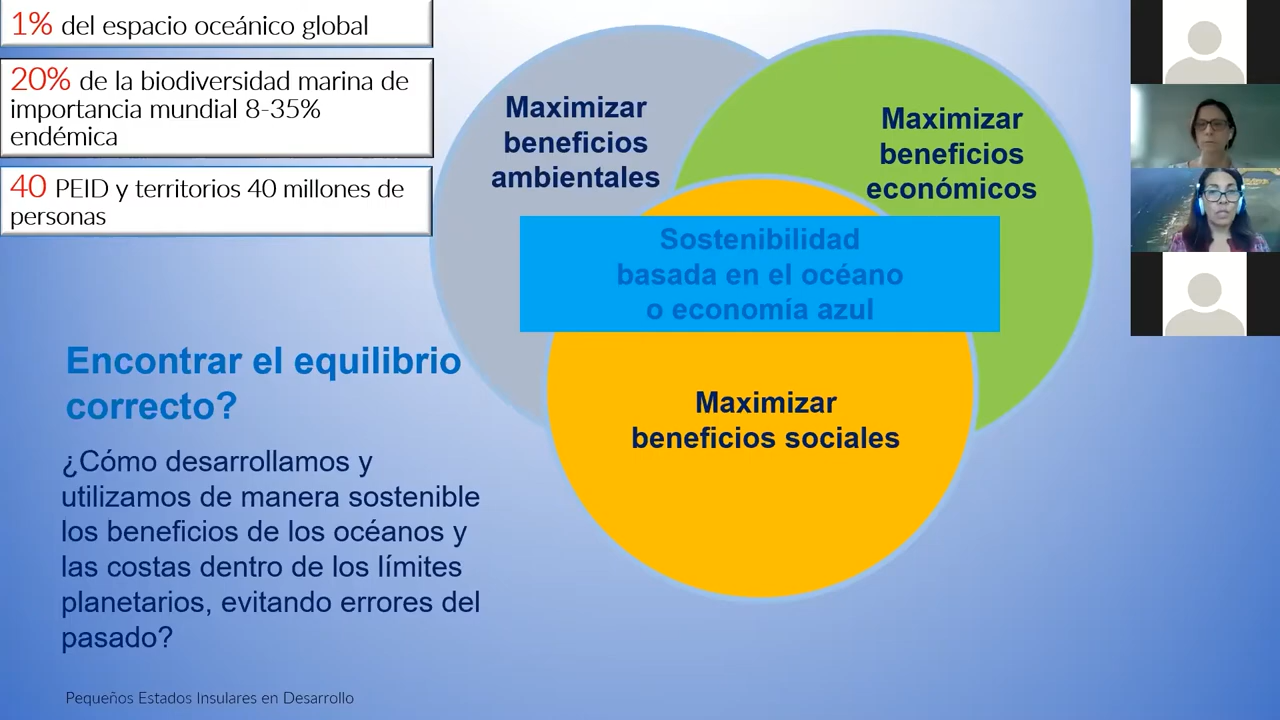 1% del espacio oceánico global
20% de la biodiversidad marina de
importancia mundial 8-35%
endémica
40 PEID y territorios 40 millones de
personas
Maximizar
beneficios
ambientales
Maximizar
beneficios
económicos
Sostenibilidad
basada en el océano
o economía azul
Maximizar
beneficios sociales
Encontrar el equilibrio
correcto?
¿Cómo desarrollamos y
utilizamos de manera sostenible
los beneficios de los océanos y
las costas dentro de los límites
planetarios, evitando errores del
pasado?
Pequeños Estados Insulares en Desarrollo